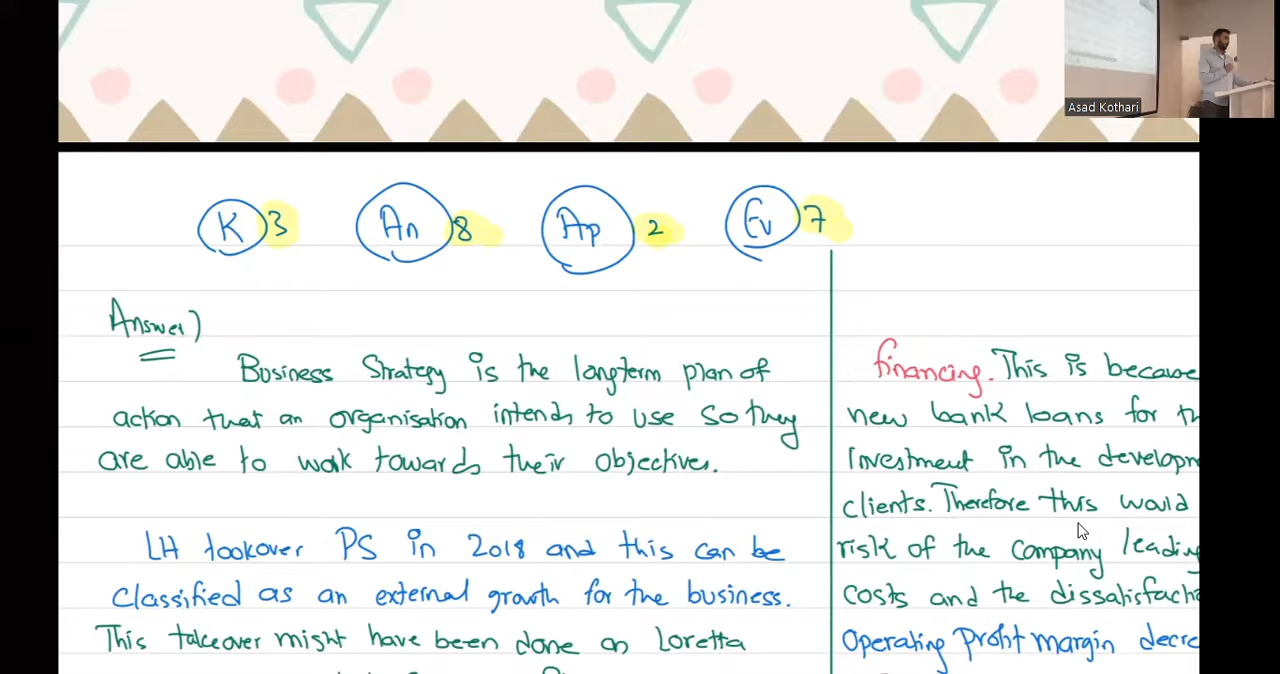 Asad Kothari
K 3 An 8 Ap 2 Ev 7
Answer)
Business Strategy is the longterm plan of
action that an organisation intends to use so they
are able to work towards their objectives.
LH tookover PS in 2018 and this can be
classified as an external growth for the business.
This takeover might have been done on Loretta
financing. This is because
new bank loans for th
investment in the developm
clients. Therefore this would
risk of the company leading
costs and the dissatisfacti
Operating profit margin decre